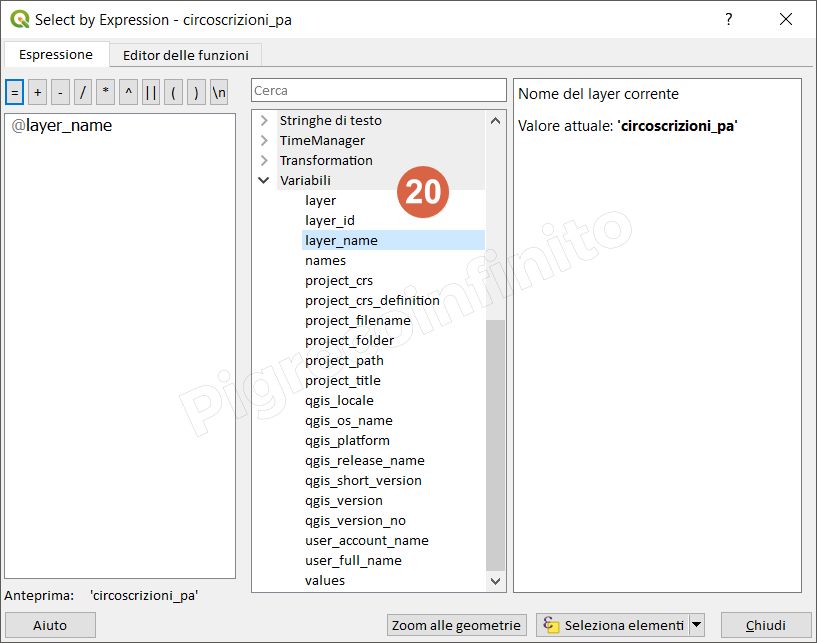 Select by Expression - circoscrizioni_pa
?
Espressione
Editor delle funzioni
= + - / * ^ || ( ) \n
@layer_name
Anteprima: 'circoscrizioni_pa'
Cerca
Stringhe di testo
TimeManager
Transformation
Variabili
20
layer
layer_id
layer_name
names
project_crs
project_crs_definition
project_filename
project_folder
project_path
project_title
qgis_locale
qgis_os_name
qgis_platform
qgis_release_name
qgis_short_version
qgis_version
qgis_version_no
user_account_name
user_full_name
values
Nome del layer corrente
Valore attuale: 'circoscrizioni_pa'
Pigrecoinfinito
Aiuto
Zoom alle geometrie
Seleziona elementi
Chiudi